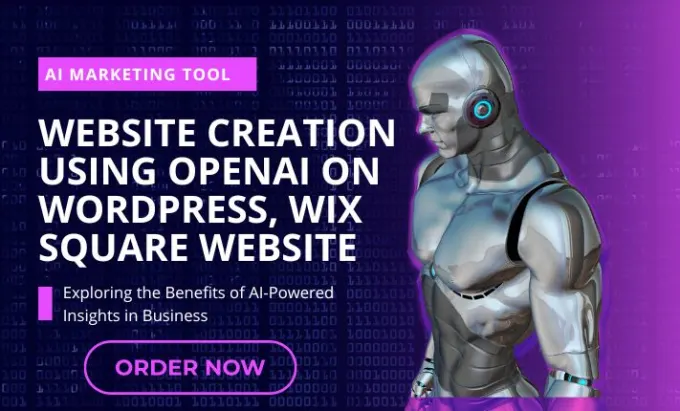 AI MARKETING TOOL
WEBSITE CREATION
USING OPENAI ON
WORDPRESS, WIX
SQUARE WEBSITE
Exploring the Benefits of AI-Powered
Insights in Business
ORDER NOW